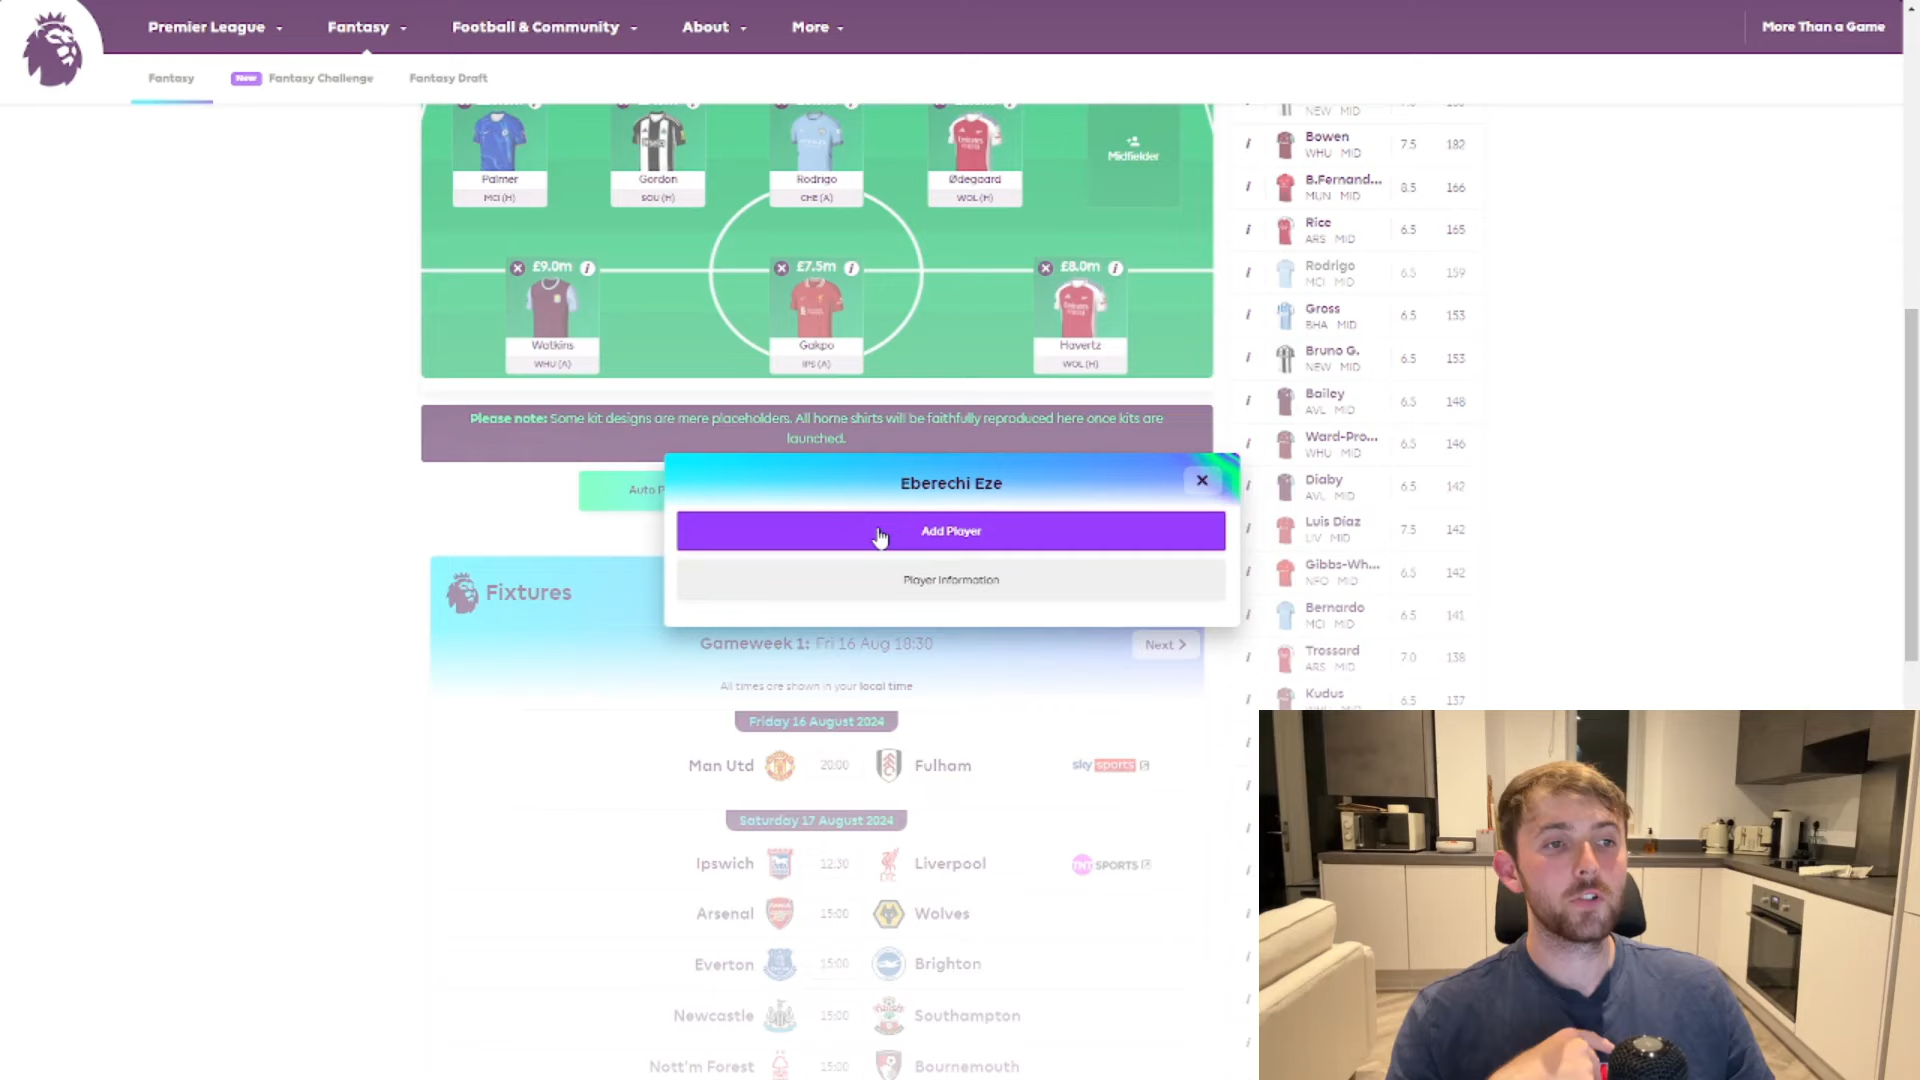 Premier League
Fantasy
Football & Community
About
More
More Than a Game
Fantasy
New Fantasy Challenge
Fantasy Draft
Midfielder
Palmer
MCI (H)
Gordon
SOU (H)
Rodrigo
CHE (A)
Ødegaard
WOL (H)
£9.0m
Watkins
WHU (A)
£7.5m
Gakpo
IPS (A)
£8.0m
Havertz
WOL (H)
Please note: Some kit designs are mere placeholders. All home shirts will be faithfully reproduced here once kits are
launched.
Auto P
Eberechi Eze
Add Player
Player Information
Fixtures
Gameweek 1: Fri 16 Aug 18:30
Next
All times are shown in your local time
Friday 16 August 2024
Man Utd 20:00 Fulham sky sports
Saturday 17 August 2024
Ipswich 12:30 Liverpool TNT SPORTS
Arsenal 15:00 Wolves
Everton 15:00 Brighton
Newcastle 15:00 Southampton
Nott'm Forest 15:00 Bournemouth
NEW MID
Bowen 7.5 182
WHU MID
B.Fernand... 8.5 166
MUN MID
Rice 6.5 165
ARS MID
Rodrigo 6.5 159
MCI MID
Gross 6.5 153
BHA MID
Bruno G. 6.5 153
NEW MID
Bailey 6.5 148
AVL MID
Ward-Pro... 6.5 146
WHU MID
Diaby 6.5 142
AVL MID
Luis Díaz 7.5 142
LIV MID
Gibbs-Wh... 6.5 142
NFO MID
Bernardo 6.5 141
MCI MID
Trossard 7.0 138
ARS MID
Kudus 6.5 137